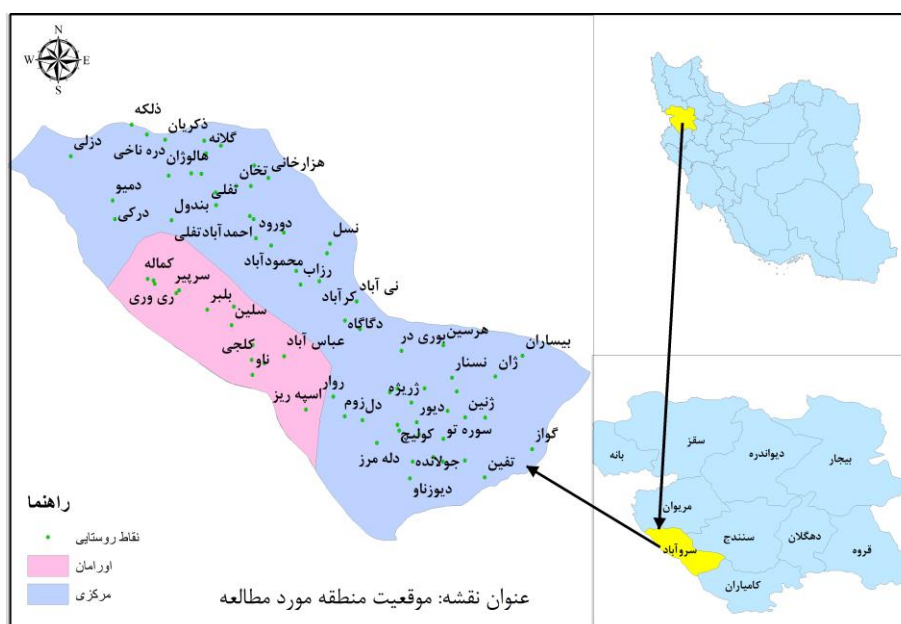 N
W E
S
ذلکه
ذکریان
گلانه
دزلی
دره ناخی
هالوژان
تخان
هزارخانی
دمیو
تفلی
درکی
بندول
دورود
نسل
احمدآبادتفلی
محمودآباد
رزاب
کماله
سرپیر
نی آباد
ری وری
بلبر
کرآباد
سلین
دگاگاه
هرسین
بوری در
بیساران
عباس آباد
کلجی
ناو
نسنار
ژان
روار
اسپه ریز
ژریژه
زوم
دل
دیور
ژنین
کولیچ
سوره تو
گواز
دله مرز
جولانده
تفین
دیوزناو
راهنما
نقاط روستایی
اورامان
مرکزی
عنوان نقشه: موقعیت منطقه مورد مطالعه
سقز
بانه
دیواندره
بیجار
مریوان
سنندج
دهگلان
قروه
سروآباد
کامیاران